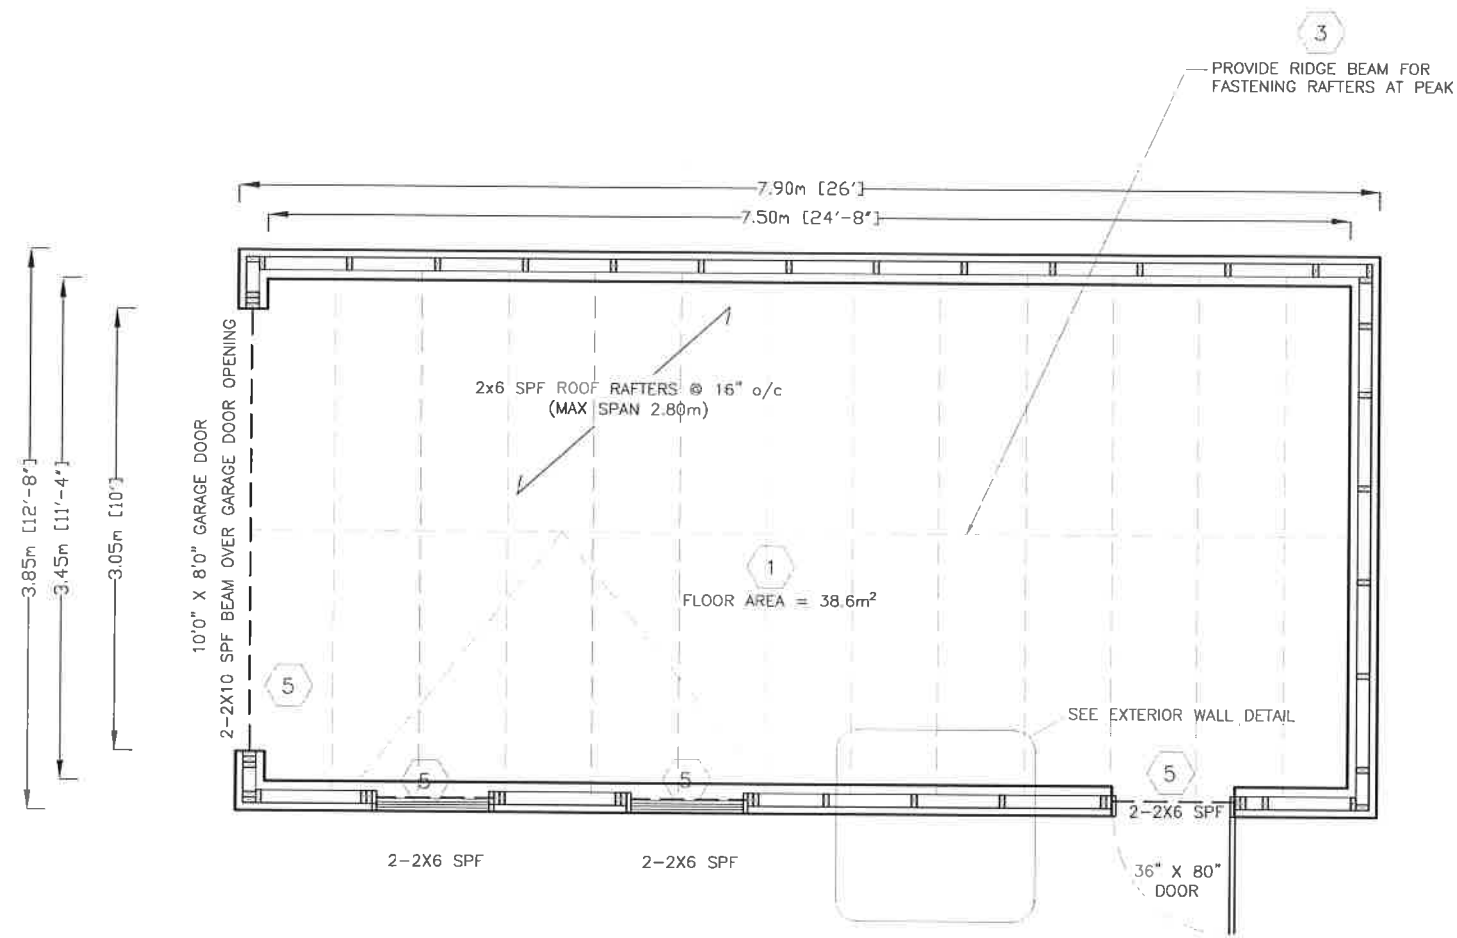 3
PROVIDE RIDGE BEAM FOR
FASTENING RAFTERS AT PEAK
7.90m [26']
7.50m [24'-8"]
3.85m [12'-8"]
3.45m [11'-4"]
3.05m [10']
10'0" X 8'0" GARAGE DOOR
2-2X10 SPF BEAM OVER GARAGE DOOR OPENING
2x6 SPF ROOF RAFTERS @ 16" o/c
(MAX SPAN 2.80m)
1
FLOOR AREA = 38.6m²
5
SEE EXTERIOR WALL DETAIL
5
5
5
2-2X6 SPF
2-2X6 SPF
2-2X6 SPF
36" X 80"
DOOR